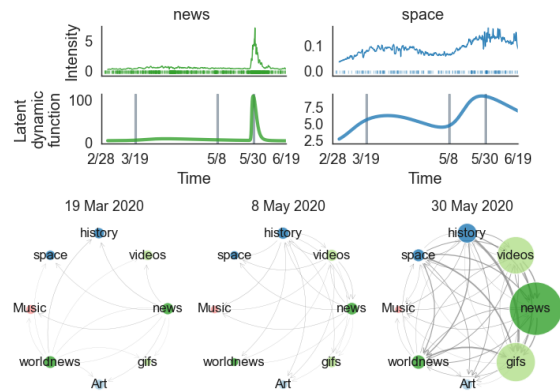 news space
Intensity
5
0
0.1
0.0
Latent
dynamic
function
100
0
7.5
5.0
2.5
2/28 3/19 5/8 5/30 6/19
2/28 3/19 5/8 5/30 6/19
Time Time
19 Mar 2020 8 May 2020 30 May 2020
history
space
videos
Music
news
worldnews
gifs
Art
history
space
videos
Music
news
worldnews
gifs
Art
history
space
videos
Music
news
worldnews
gifs
Art